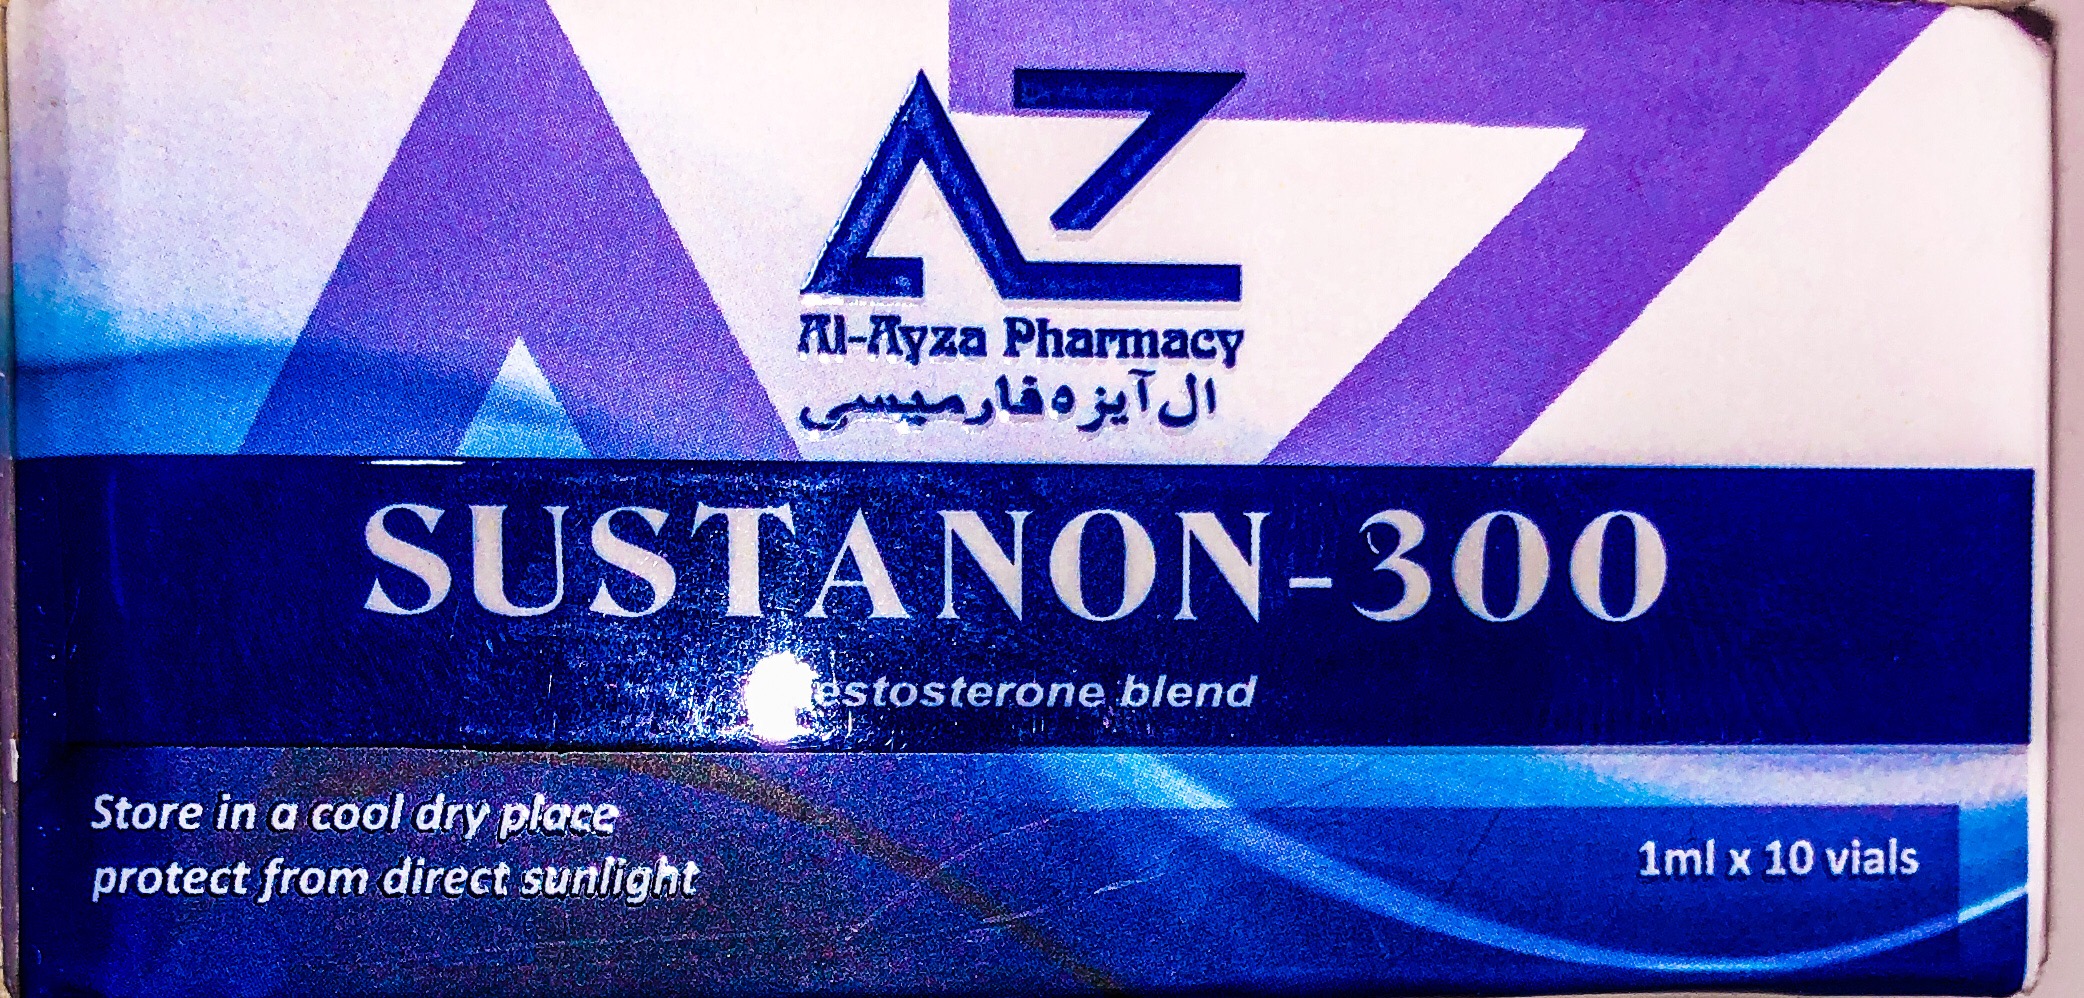 AZ
Al-Ayza Pharmacy
ال آیزه فارمیسی
SUSTANON-300
estosterone blend
Store in a cool dry place
protect from direct sunlight
1ml x 10 vials